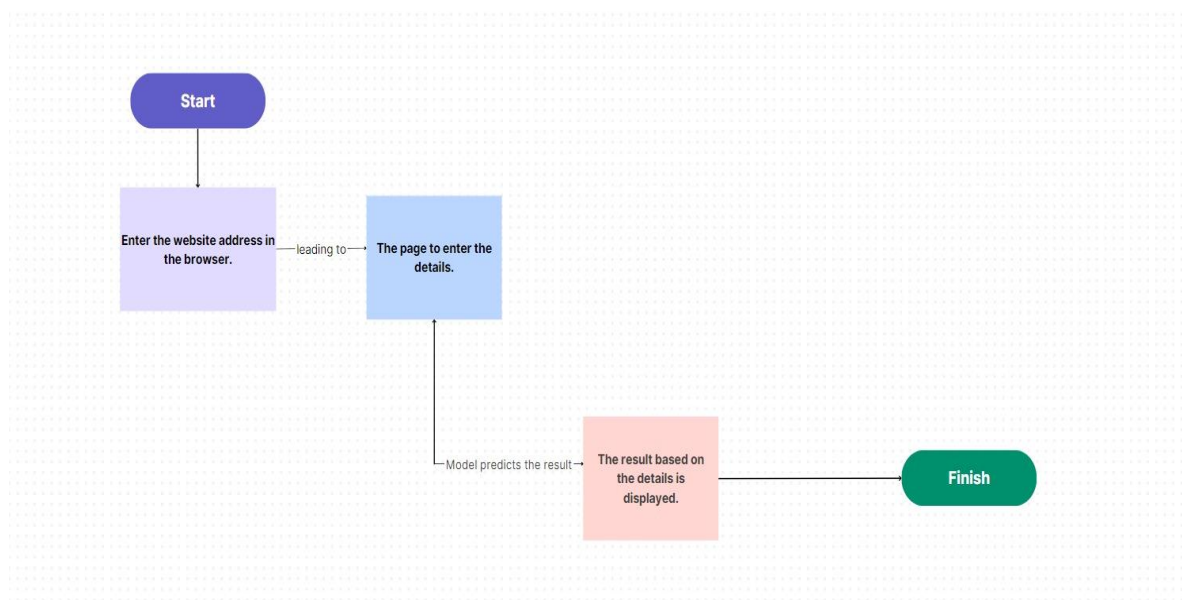 Start
Enter the website address in
the browser.
leading to
The page to enter the
details.
Model predicts the result
The result based on
the details is
displayed.
Finish